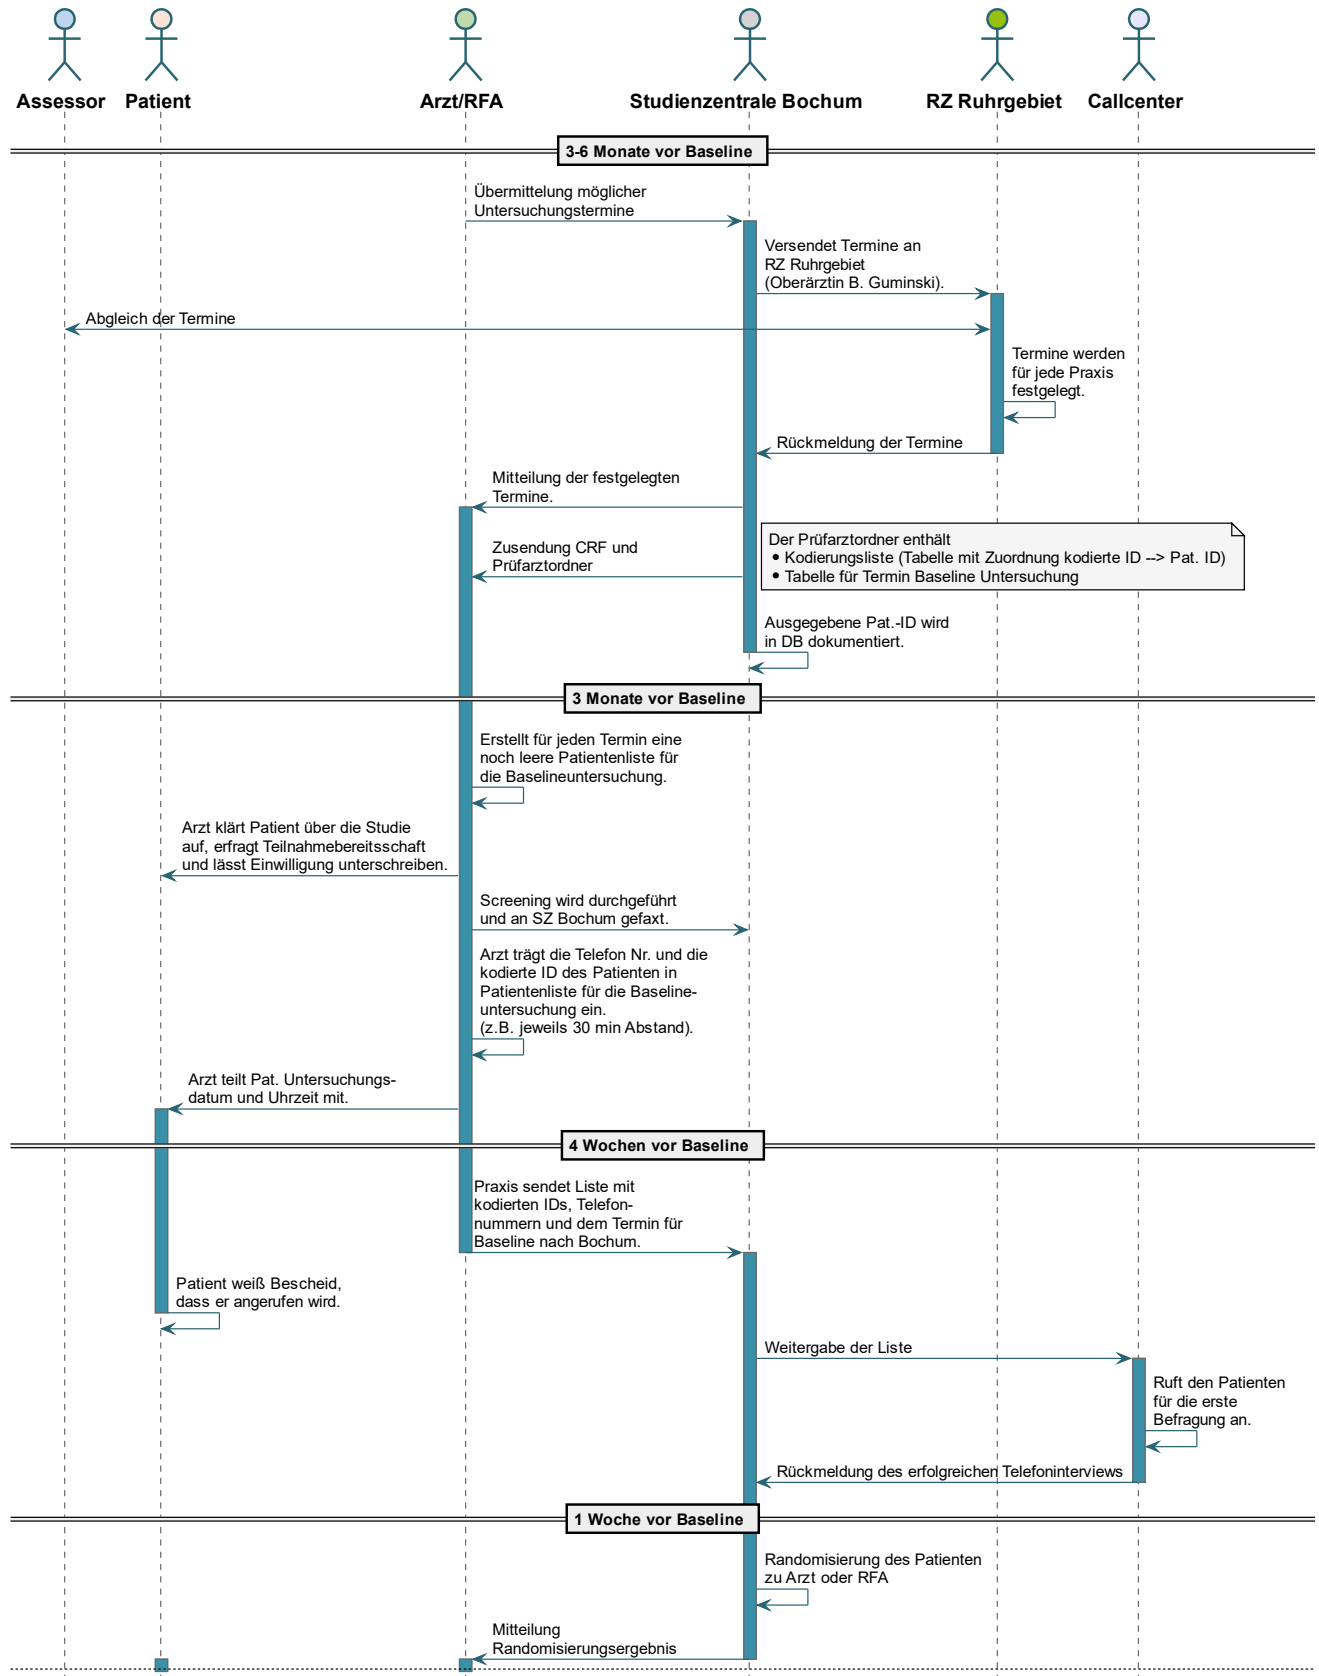 Assessor
Patient
Arzt/RFA
Studienzentrale Bochum
RZ Ruhrgebiet
Callcenter
3-6 Monate vor Baseline
Übermittelung möglicher
Untersuchungstermine
Versendet Termine an
RZ Ruhrgebiet
(Oberärztin B. Guminski).
Abgleich der Termine
Termine werden
für jede Praxis
festgelegt.
Rückmeldung der Termine
Mitteilung der festgelegten
Termine.
Der Prüfarztordner enthält
• Kodierungsliste (Tabelle mit Zuordnung kodierte ID --> Pat. ID)
• Tabelle für Termin Baseline Untersuchung
Zusendung CRF und
Prüfarztordner
Ausgegebene Pat.-ID wird
in DB dokumentiert.
3 Monate vor Baseline
Erstellt für jeden Termin eine
noch leere Patientenliste für
die Baselineuntersuchung.
Arzt klärt Patient über die Studie
auf, erfragt Teilnahmebereitsschaft
und lässt Einwilligung unterschreiben.
Screening wird durchgeführt
und an SZ Bochum gefaxt.
Arzt trägt die Telefon Nr. und die
kodierte ID des Patienten in
Patientenliste für die Baseline-
untersuchung ein.
(z.B. jeweils 30 min Abstand).
Arzt teilt Pat. Untersuchungs-
datum und Uhrzeit mit.
4 Wochen vor Baseline
Praxis sendet Liste mit
kodierten IDs, Telefon-
nummern und dem Termin für
Baseline nach Bochum.
Patient weiß Bescheid,
dass er angerufen wird.
Weitergabe der Liste
Ruft den Patienten
für die erste
Befragung an.
Rückmeldung des erfolgreichen Telefoninterviews
1 Woche vor Baseline
Randomisierung des Patienten
zu Arzt oder RFA
Mitteilung
Randomisierungsergebnis